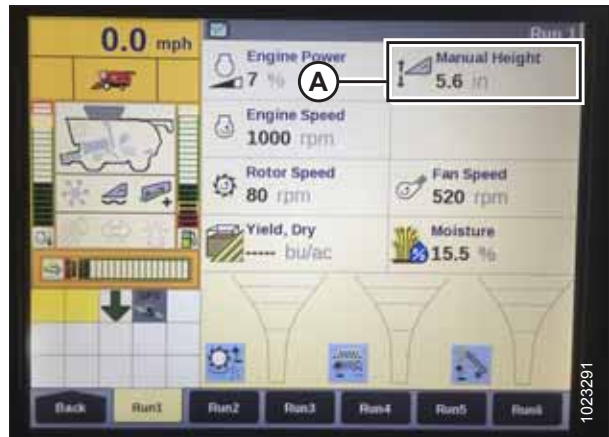 0.0 mph
Run 1
Engine Power
7 %
A
Manual Height
5.6 in
Engine Speed
1000 rpm
Rotor Speed
80 rpm
Fan Speed
520 rpm
Yield, Dry
----- bu/ac
Moisture
15.5 %
Back
Run1
Run2
Run3
Run4
Run5
Run6
1023291